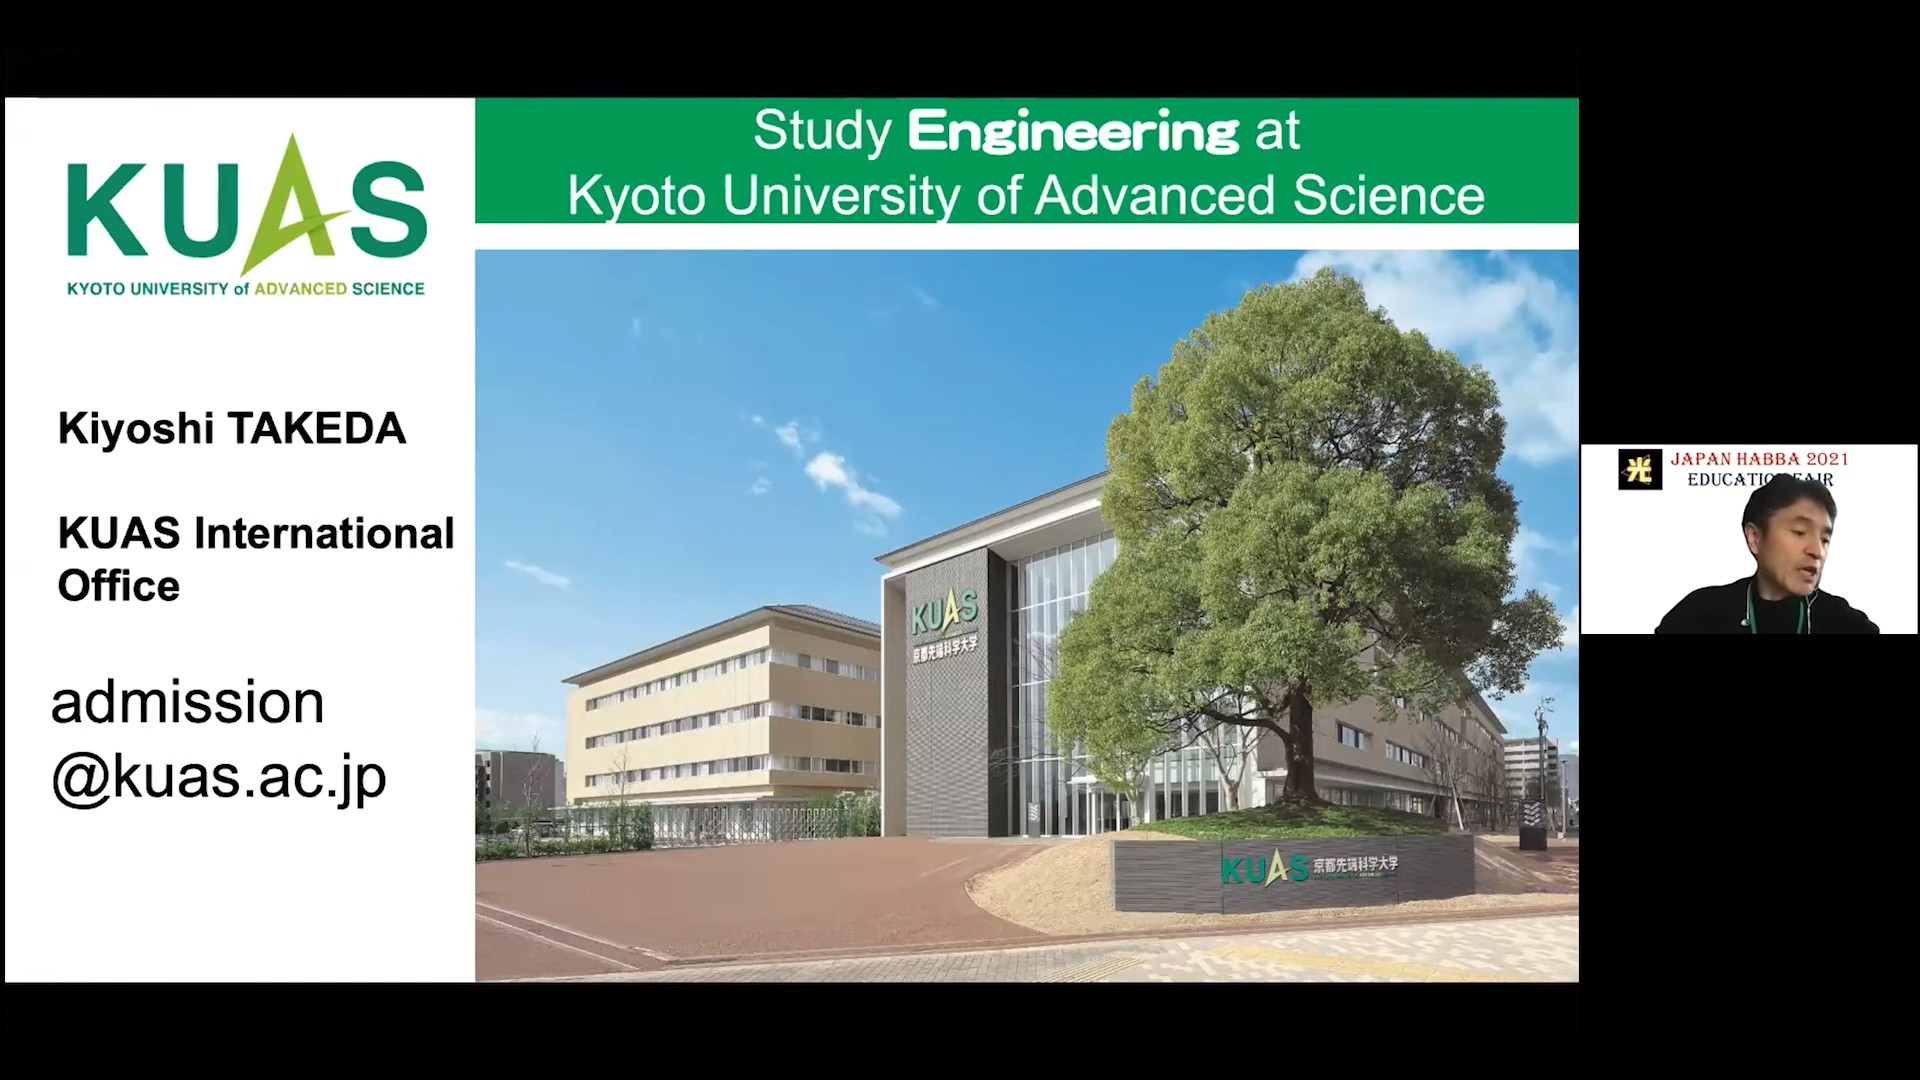 KUAS
KYOTO UNIVERSITY of ADVANCED SCIENCE
Study Engineering at
Kyoto University of Advanced Science
Kiyoshi TAKEDA
KUAS International
Office
admission
@kuas.ac.jp
KUAS
京都先端科学大学
KUAS 京都先端科学大学
光
JAPAN HABBA 2021
EDUCATION FAIR